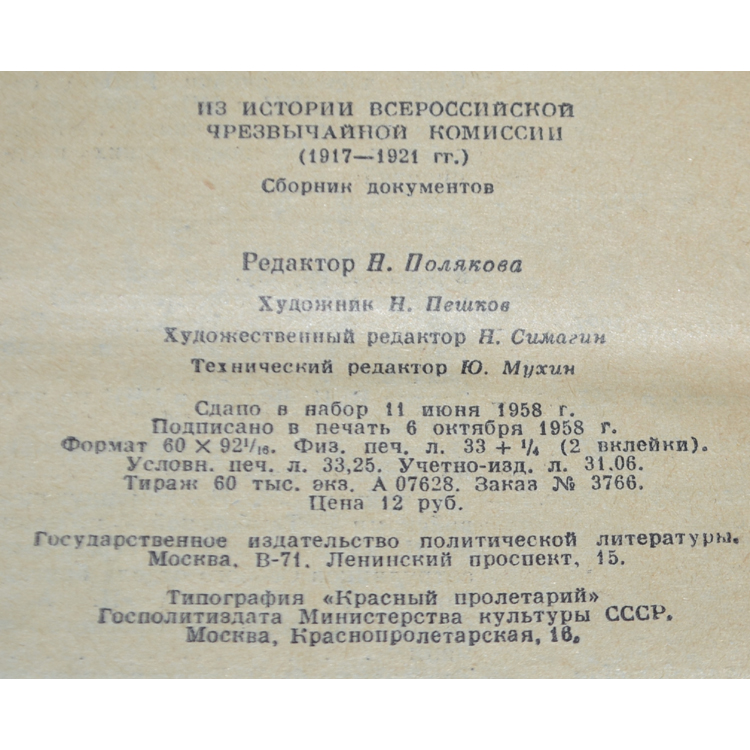 ИЗ ИСТОРИИ ВСЕРОССИЙСКОЙ
ЧРЕЗВЫЧАЙНОЙ КОМИССИИ
(1917—1921 гг.)
Сборник документов
Редактор Н. Полякова
Художник Н. Пешков
Художественный редактор Н. Симагин
Технический редактор Ю. Мухин
Сдано в набор 11 июня 1958 г.
Подписано в печать 6 октября 1958 г.
Формат 60 × 92¹/₁₆. Физ. печ. л. 33 + ¹/₄ (2 вклейки).
Условн. печ. л. 33,25. Учетно-изд. л. 31.06.
Тираж 60 тыс. экз. А 07628. Заказ № 3766.
Цена 12 руб.
Государственное издательство политической литературы.
Москва. В-71. Ленинский проспект, 15.
Типография «Красный пролетарий»
Госполитиздата Министерства культуры СССР.
Москва, Краснопролетарская, 16.